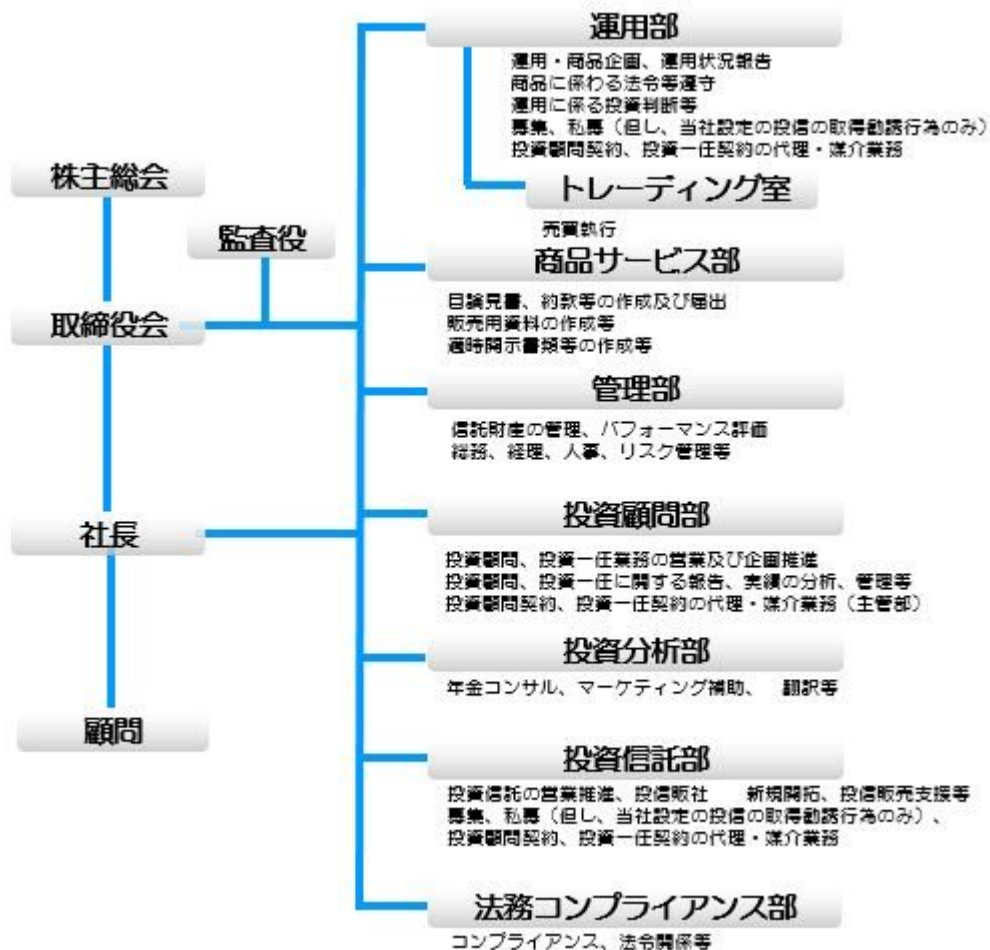 株主総会
監査役
取締役会
社長
顧問
運用部
運用・商品企画、運用状況報告
商品に係わる法令等遵守
運用に係る投資判断等
募集、私募（但し、当社設定の投信の取得勧誘行為のみ）
投資顧問契約、投資一任契約の代理・媒介業務
トレーディング室
売買執行
商品サービス部
目論見書、約款等の作成及び届出
販売用資料の作成等
適時開示書類等の作成等
管理部
信託財産の管理、パフォーマンス評価
総務、経理、人事、リスク管理等
投資顧問部
投資顧問、投資一任業務の営業及び企画推進
投資顧問、投資一任に関する報告、実績の分析、管理等
投資顧問契約、投資一任契約の代理・媒介業務（主管部）
投資分析部
年金コンサル、マーケティング補助、　翻訳等
投資信託部
投資信託の営業推進、投信販社　　新規開拓、投信販売支援等
募集、私募（但し、当社設定の投信の取得勧誘行為のみ）、
投資顧問契約、投資一任契約の代理・媒介業務
法務コンプライアンス部
コンプライアンス、法令関係等